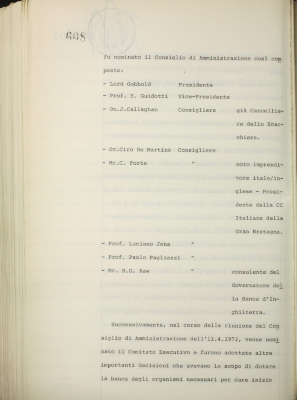 608
fu nominato il Consiglio di Amministrazione così com
posto:
- Lord Gobbold Presidente
- Prof. S. Guidotti Vice-Presidente
- On.J.Callaghan Consigliere già Cancellie-
re dello Scac-
chiere.
- Dr.Ciro De Martino Consigliere
- Mr.C. Forte " noto imprendi-
tore italo/in-
glese - Presi-
dente della CI
Italiana della
Gran Bretagna.
- Prof. Luciano Jona "
- Prof. Paolo Pagliazzi "
- Mr. B.G. Raw " consulente del
Governatore del
la Banca d'In-
ghilterra.
Successivamente, nel corso della riunione del Con
siglio di Amministrazione dell'11.4.1972, venne nomi
nato il Comitato Esecutivo e furono adottate altre
importanti decisioni che avevano lo scopo di dotare
la banca degli organismi necessari per dare inizio